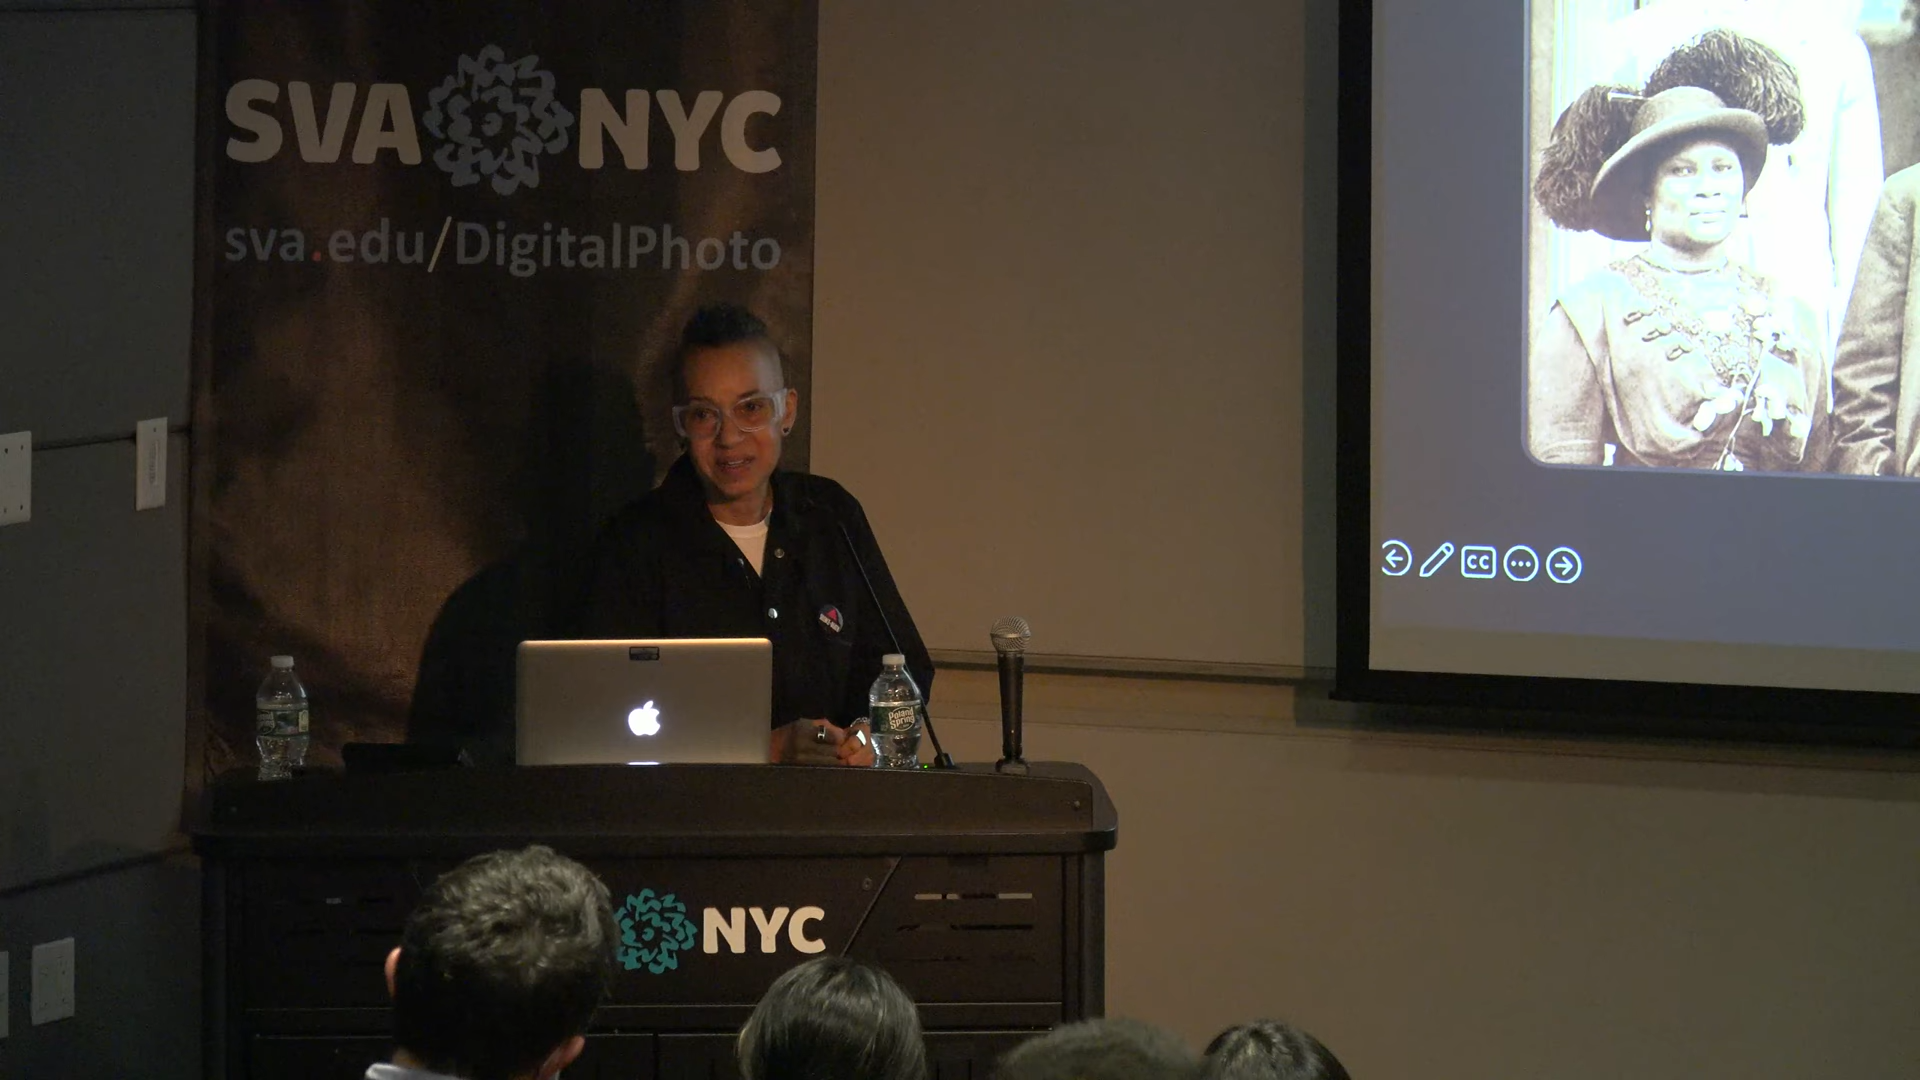 SVA NYC
sva.edu/DigitalPhoto
CC
Poland
Spring
NYC